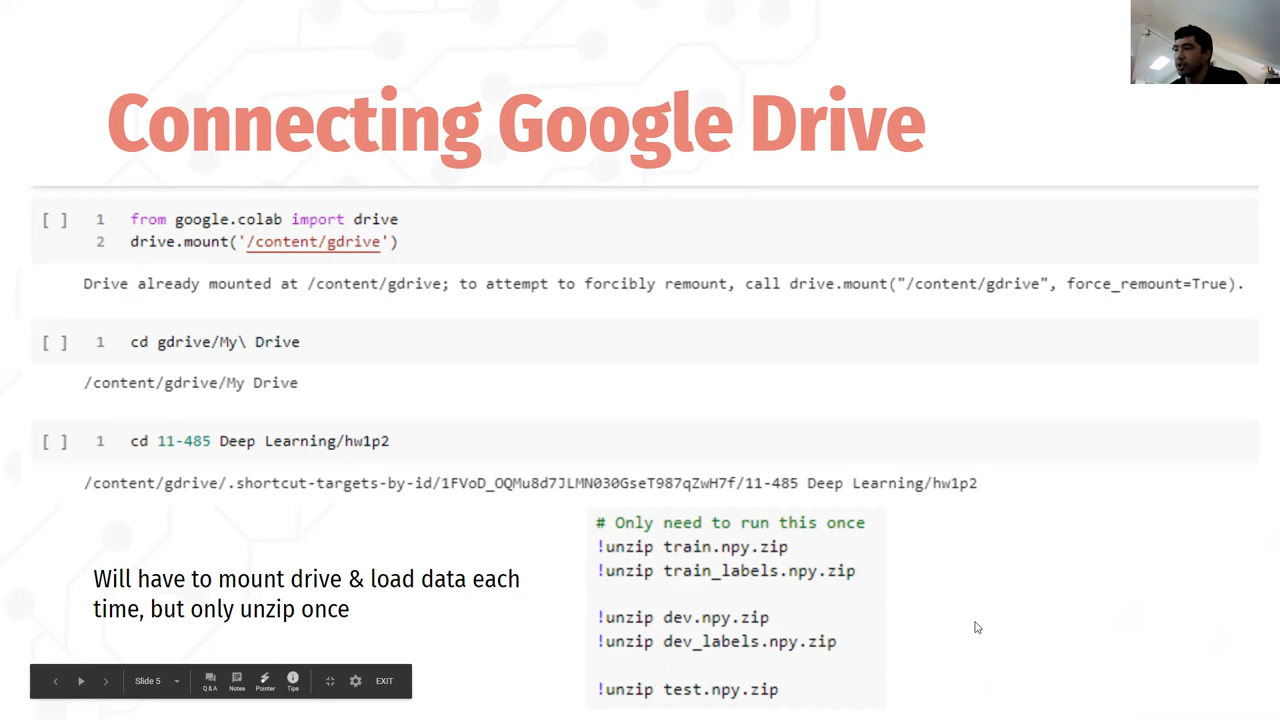 Connecting Google Drive
[ ] 1 from google.colab import drive
2 drive.mount('/content/gdrive')
Drive already mounted at /content/gdrive; to attempt to forcibly remount, call drive.mount("/content/gdrive", force_remount=True).
[ ] 1 cd gdrive/My\ Drive
/content/gdrive/My Drive
[ ] 1 cd 11-485 Deep Learning/hw1p2
/content/gdrive/.shortcut-targets-by-id/1FVoD_OQMu8d7JLMN030GseT987qZwH7f/11-485 Deep Learning/hw1p2
# Only need to run this once
!unzip train.npy.zip
!unzip train_labels.npy.zip
!unzip dev.npy.zip
!unzip dev_labels.npy.zip
!unzip test.npy.zip
Will have to mount drive & load data each
time, but only unzip once
Slide 5 Q&A Notes Pointer Tips EXIT